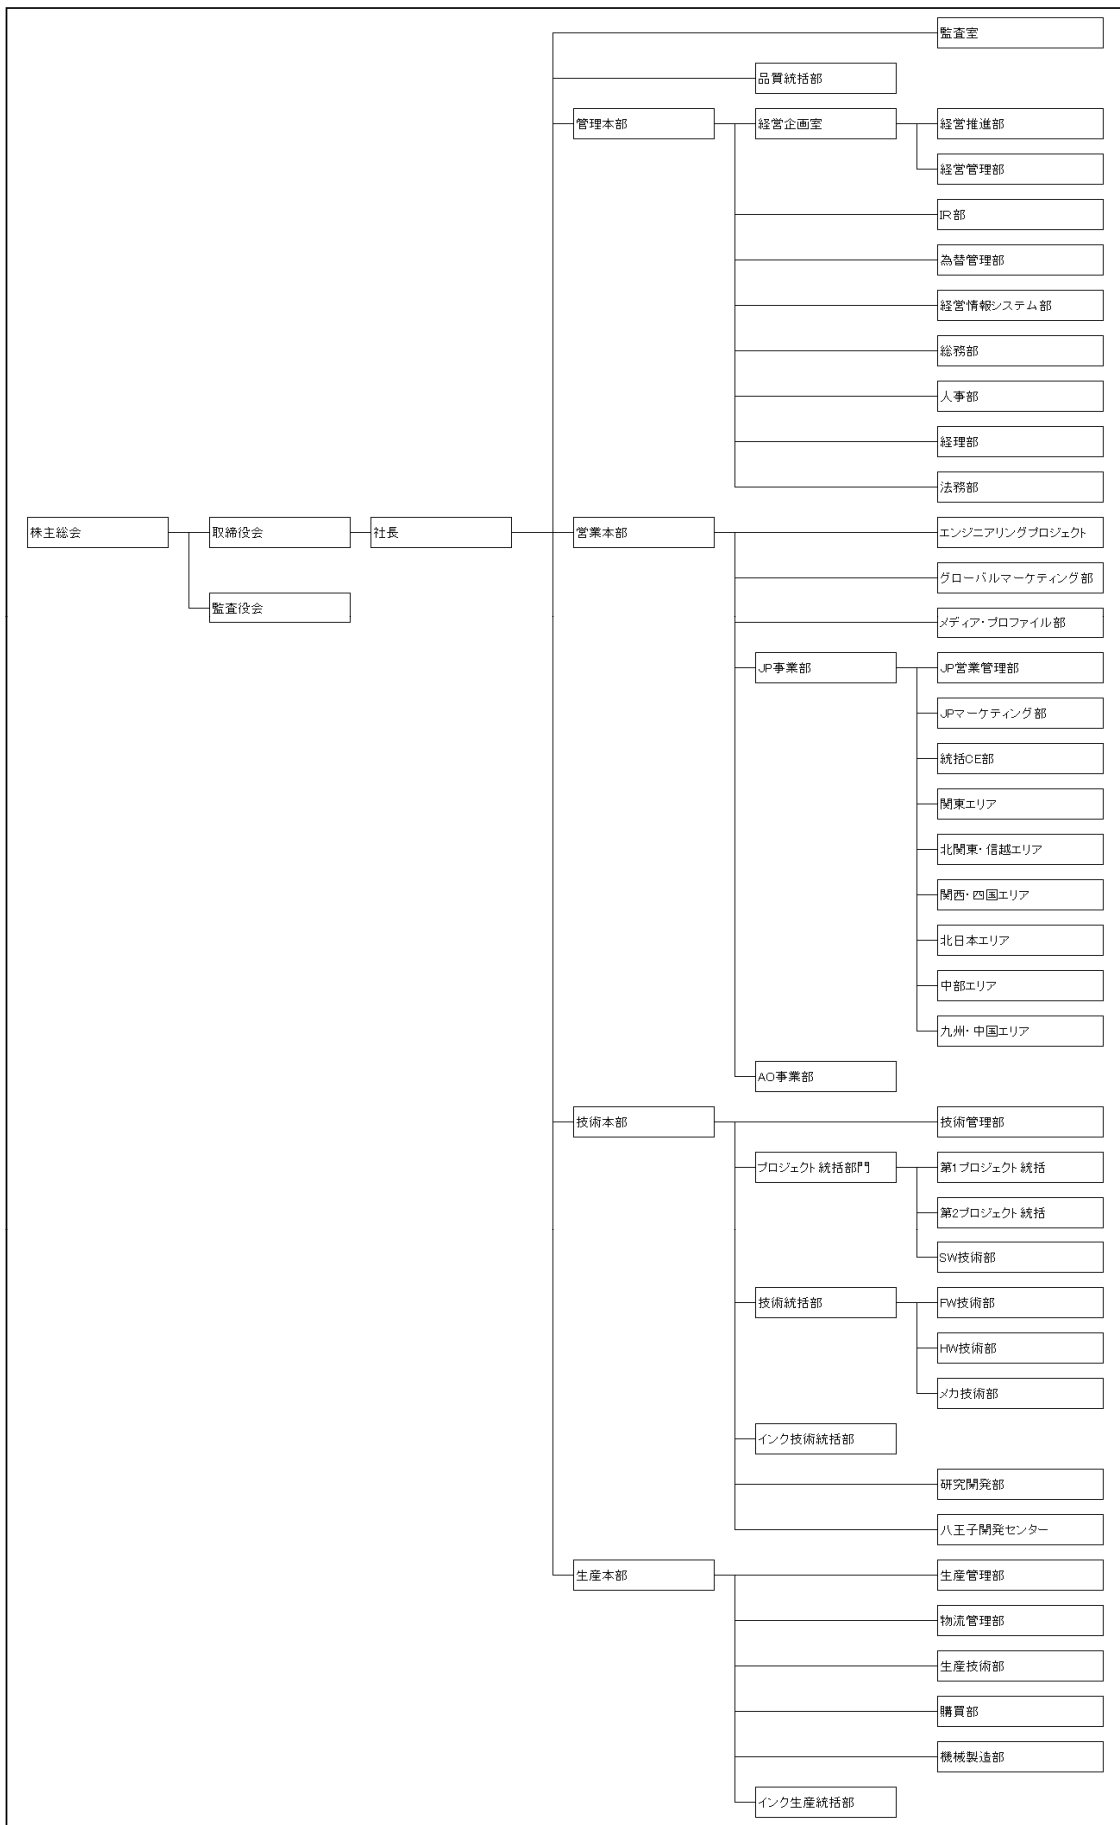 監査室
品質統括部
管理本部
経営企画室
経営推進部
経営管理部
IR部
為替管理部
経営情報システム部
総務部
人事部
経理部
法務部
株主総会
取締役会
社長
営業本部
エンジニアリングプロジェクト
グローバルマーケティング部
監査役会
メディア・プロファイル部
JP事業部
JP営業管理部
JPマーケティング部
統括CE部
関東エリア
北関東・信越エリア
関西・四国エリア
北日本エリア
中部エリア
九州・中国エリア
AO事業部
技術本部
技術管理部
プロジェクト統括部門
第1プロジェクト統括
第2プロジェクト統括
SW技術部
技術統括部
FW技術部
HW技術部
メカ技術部
インク技術統括部
研究開発部
八王子開発センター
生産本部
生産管理部
物流管理部
生産技術部
購買部
機械製造部
インク生産統括部